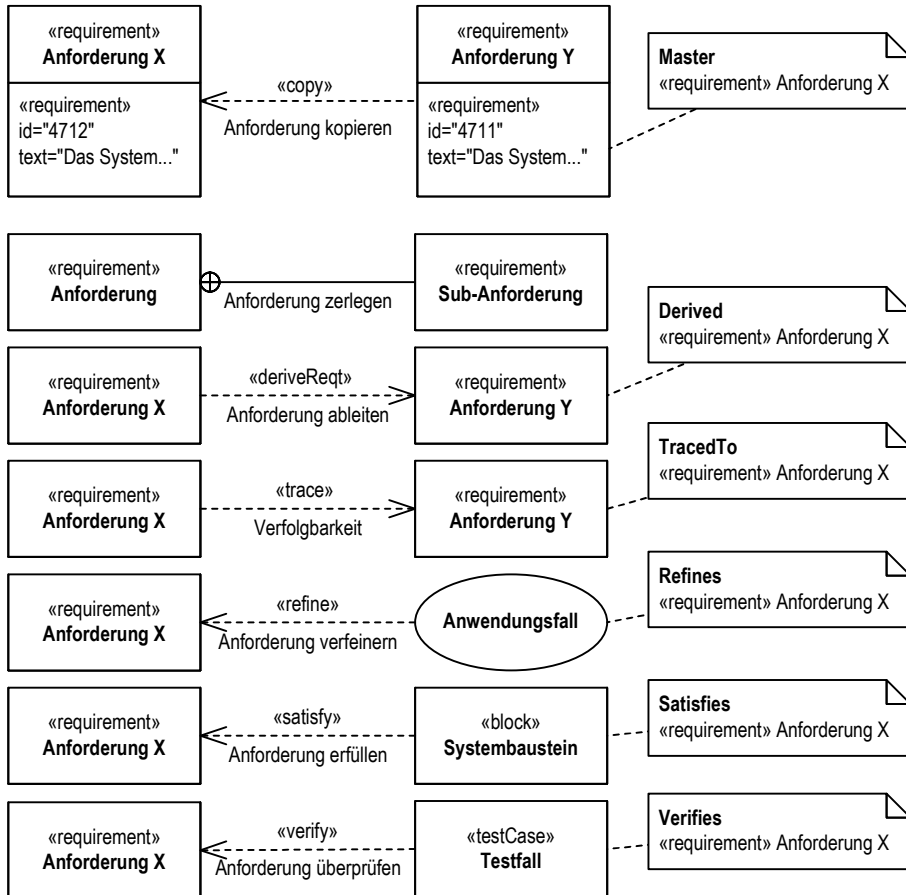 «requirement»
Anforderung X
«requirement»
id="4712"
text="Das System..."
«copy»
Anforderung kopieren
«requirement»
Anforderung Y
«requirement»
id="4711"
text="Das System..."
Master
«requirement» Anforderung X
«requirement»
Anforderung
Anforderung zerlegen
«requirement»
Sub-Anforderung
«requirement»
Anforderung X
«deriveReqt»
Anforderung ableiten
«requirement»
Anforderung Y
Derived
«requirement» Anforderung X
«requirement»
Anforderung X
«trace»
Verfolgbarkeit
«requirement»
Anforderung Y
TracedTo
«requirement» Anforderung X
«requirement»
Anforderung X
«refine»
Anforderung verfeinern
Anwendungsfall
Refines
«requirement» Anforderung X
«requirement»
Anforderung X
«satisfy»
Anforderung erfüllen
«block»
Systembaustein
Satisfies
«requirement» Anforderung X
«requirement»
Anforderung X
«verify»
Anforderung überprüfen
«testCase»
Testfall
Verifies
«requirement» Anforderung X